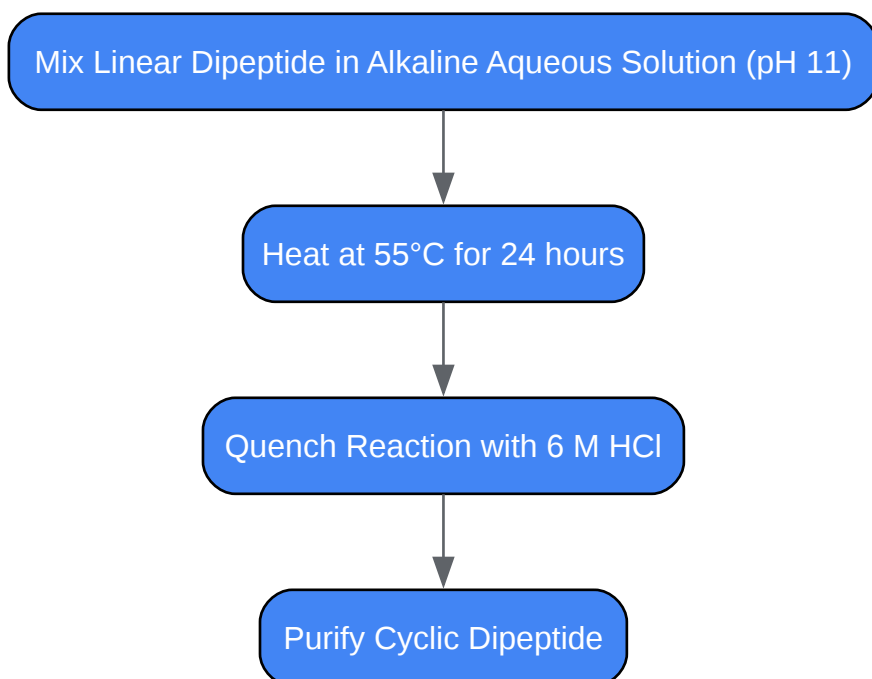 Mix Linear Dipeptide in Alkaline Aqueous Solution (pH 11)
Heat at 55°C for 24 hours
Quench Reaction with 6 M HCl
Purify Cyclic Dipeptide